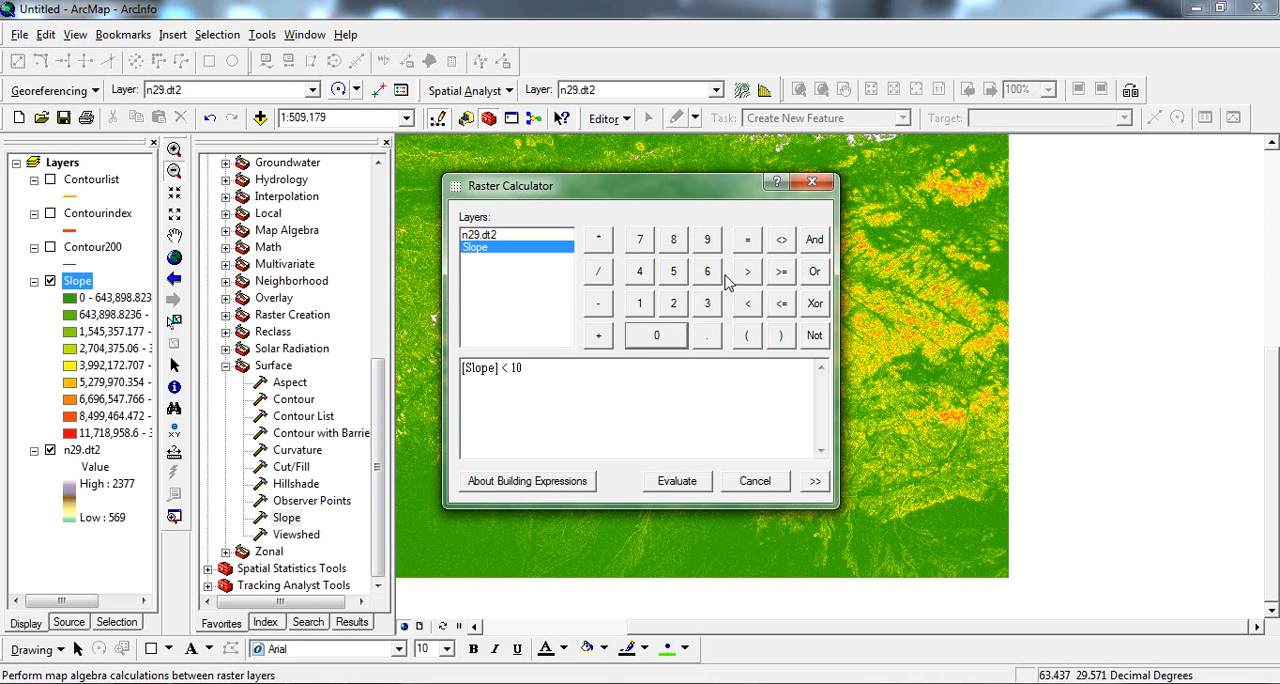 Untitled - ArcMap - ArcInfo
File Edit View Bookmarks Insert Selection Tools Window Help
Georeferencing Layer: n29.dt2 Spatial Analyst Layer: n29.dt2 100%
1:509,179 Editor Task: Create New Feature Target:
Layers
Contourlist
Contourindex
Contour200
Slope
0 - 643,898.823
643,898.8236 -
1,545,357.177 -
2,704,375.06 - 3
3,992,172.707 -
5,279,970.354 -
6,696,547.766 -
8,499,464.472 -
11,718,958.6 - 3
n29.dt2
Value
High : 2377
Low : 569
Display Source Selection
Groundwater
Hydrology
Interpolation
Local
Map Algebra
Math
Multivariate
Neighborhood
Overlay
Raster Creation
Reclass
Solar Radiation
Surface
Aspect
Contour
Contour List
Contour with Barrie
Curvature
Cut/Fill
Hillshade
Observer Points
Slope
Viewshed
Zonal
Spatial Statistics Tools
Tracking Analyst Tools
Favorites Index Search Results
Raster Calculator
Layers:
n29.dt2
Slope
* 7 8 9 = <> And
/ 4 5 6 > >= Or
- 1 2 3 < <= Xor
+ 0 . ( ) Not
[Slope] < 10
About Building Expressions Evaluate Cancel >>
Drawing A Arial 10 B I U A
Perform map algebra calculations between raster layers 63.437 29.571 Decimal Degrees